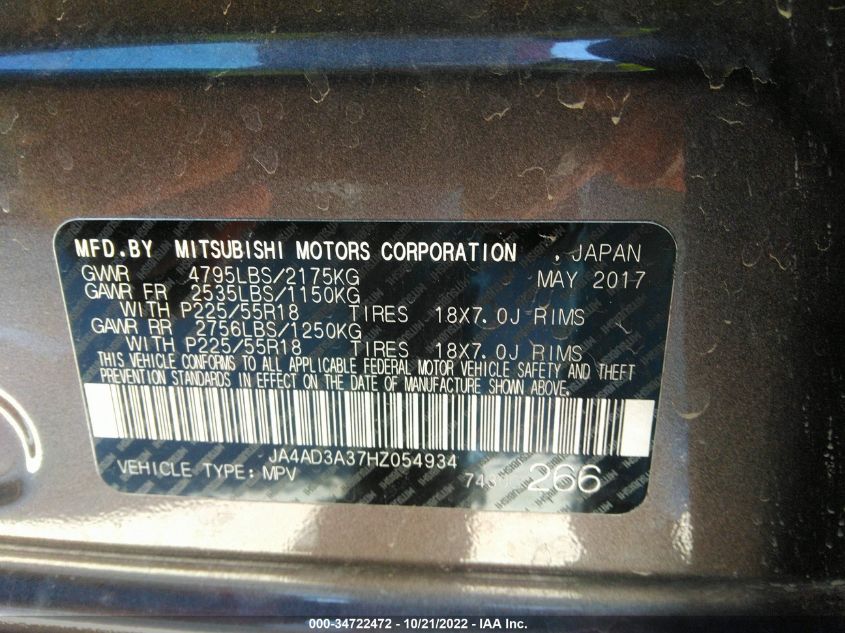 MFD.BY MITSUBISHI MOTORS CORPORATION , JAPAN
GWWR 4795LBS/2175KG MAY 2017
GAWR FR 2535LBS/1150KG
WITH P225/55R18 TIRES 18X7.0J RIMS
GAWR RR 2756LBS/1250KG
WITH P225/55R18 TIRES 18X7.0J RIMS
THIS VEHICLE CONFORMS TO ALL APPLICABLE FEDERAL MOTOR VEHICLE SAFETY AND THEFT
PREVENTION STANDARDS IN EFFECT ON THE DATE OF MANUFACTURE SHOWN ABOVE.
JA4AD3A37HZ054934
VEHICLE TYPE:MPV 266
000-34722472 - 10/21/2022 - IAA Inc.